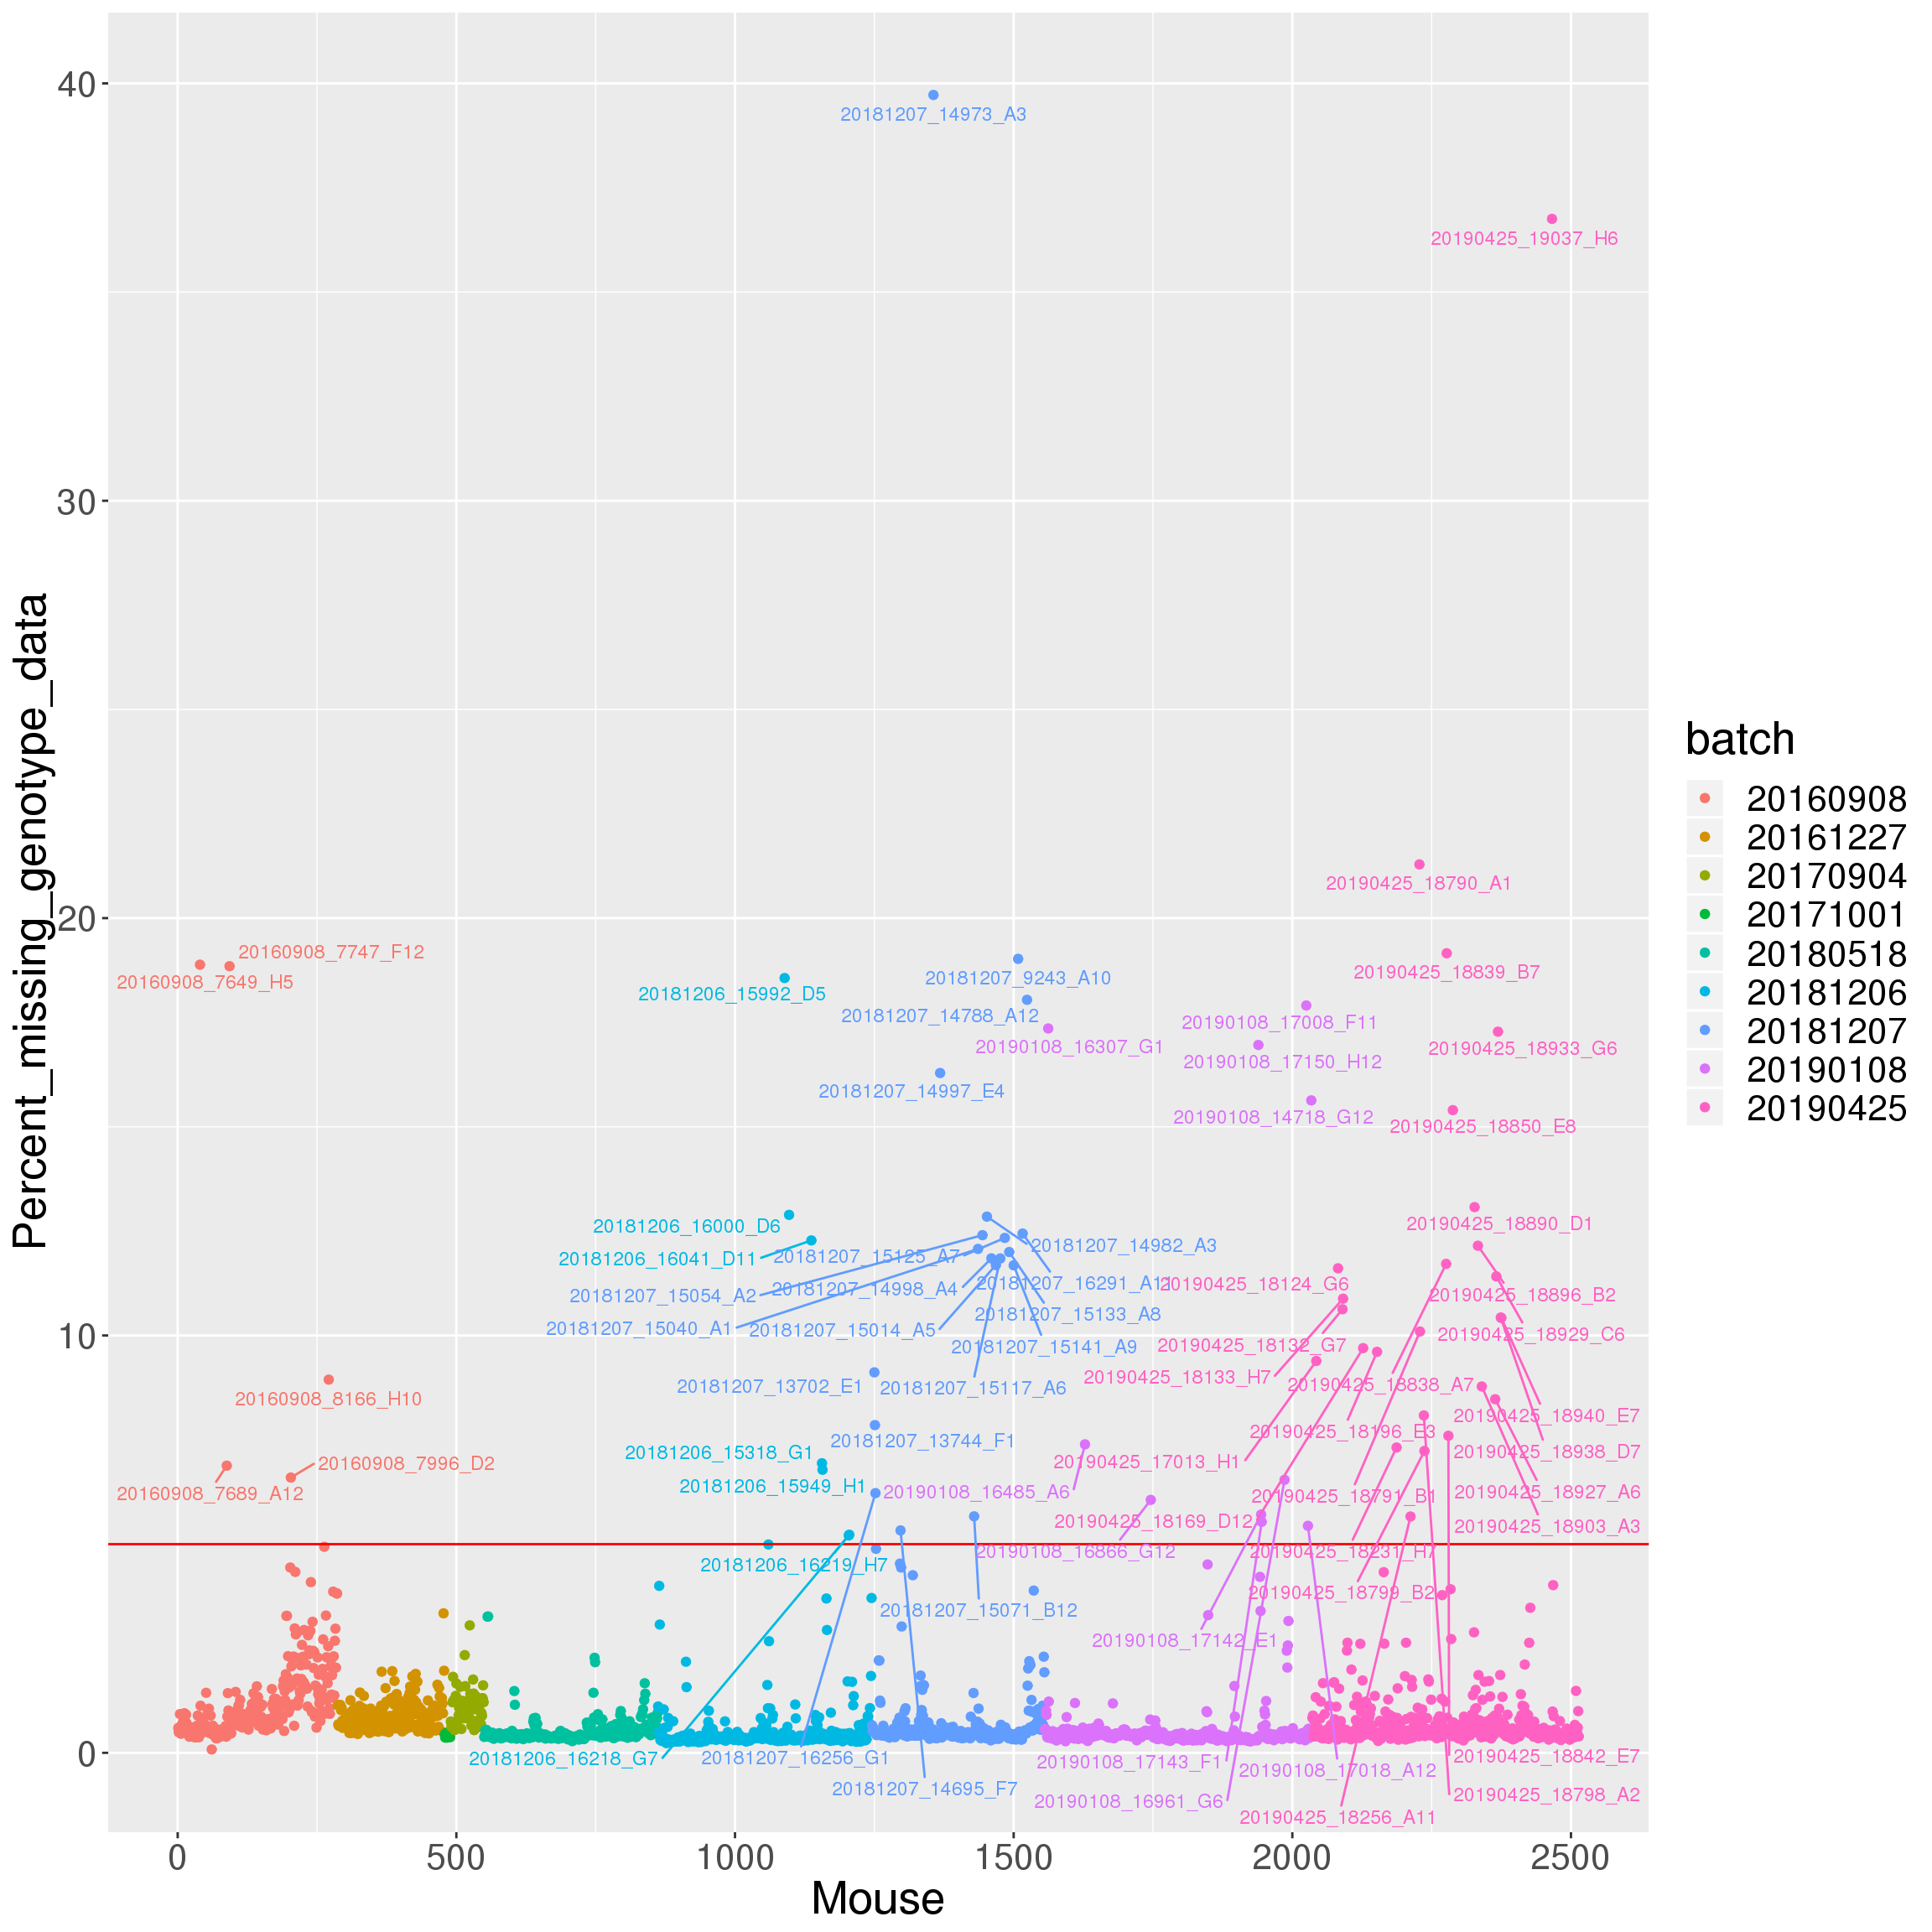 40
20181207_14973_A3
20190425_19037_H6
30
Percent_missing_genotype_data
batch
20160908
20161227
20170904
20171001
20180518
20181206
20181207
20190108
20190425
20190425_18790_A1
20
20160908_7747_F12
20160908_7649_H5
20181206_15992_D5
20181207_9243_A10
20190425_18839_B7
20181207_14788_A12
20190108_17008_F11
20190108_16307_G1
20190425_18933_G6
20190108_17150_H12
20181207_14997_E4
20190108_14718_G12
20190425_18850_E8
20181206_16000_D6
20190425_18890_D1
20181206_16041_D11
20181207_15125_A7
20181207_14982_A3
20181207_15054_A2
20181207_14998_A4
20181207_16291_A11
20190425_18124_G6
20190425_18896_B2
20181207_15133_A8
20181207_15040_A1
20181207_15014_A5
10
20190425_18929_C6
20181207_15141_A9
20190425_18132_G7
20190425_18133_H7
20181207_13702_E1
20181207_15117_A6
20190425_18838_A7
20160908_8166_H10
20190425_18940_E7
20190425_18196_E3
20181207_13744_F1
20181206_15318_G1
20190425_18938_D7
20160908_7996_D2
20190425_17013_H1
20181206_15949_H1
20160908_7689_A12
20190108_16485_A6
20190425_18791_B1
20190425_18927_A6
20190425_18169_D12
20190425_18903_A3
20190108_16866_G12
20190425_18231_H7
20181206_16219_H7
20190425_18799_B2
20181207_15071_B12
20190108_17142_E1
0
20181206_16218_G7
20181207_16256_G1
20190108_17143_F1
20190108_17018_A12
20190425_18842_E7
20181207_14695_F7
20190108_16961_G6
20190425_18798_A2
20190425_18256_A11
0
500
1000
1500
2000
2500
Mouse